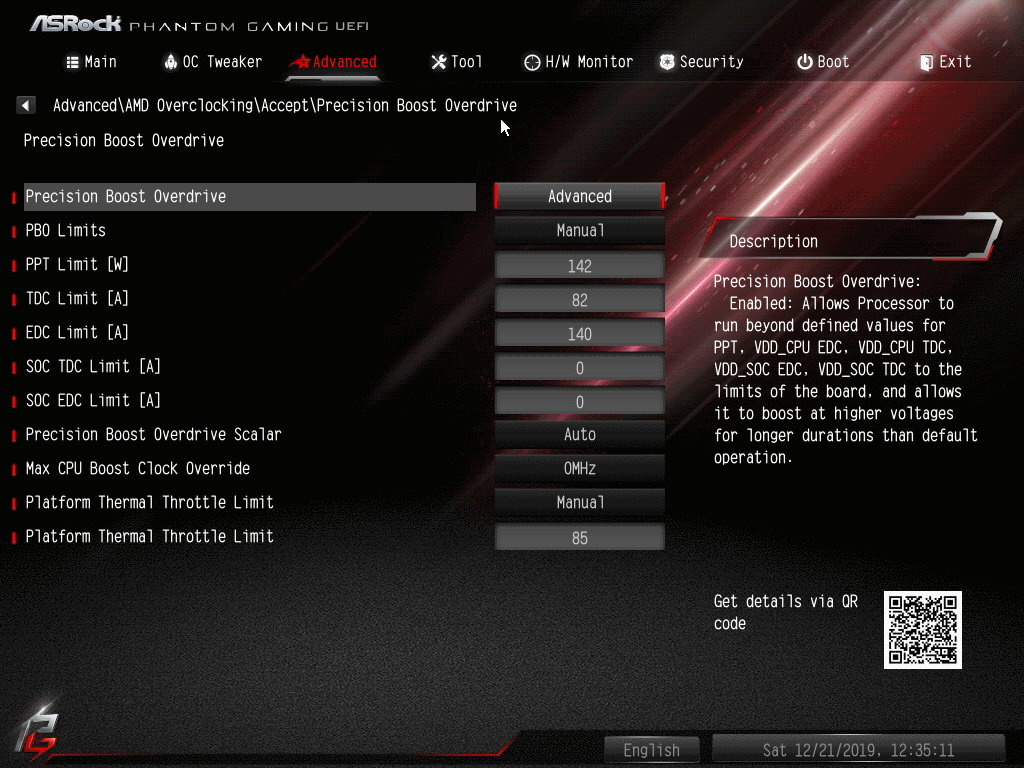 ASRock PHANTOM GAMING UEFI
Main OC Tweaker Advanced Tool H/W Monitor Security Boot Exit
Advanced\AMD Overclocking\Accept\Precision Boost Overdrive
Precision Boost Overdrive
Precision Boost Overdrive Advanced
PBO Limits Manual
PPT Limit [W] 142
TDC Limit [A] 82
EDC Limit [A] 140
SOC TDC Limit [A] 0
SOC EDC Limit [A] 0
Precision Boost Overdrive Scalar Auto
Max CPU Boost Clock Override 0MHz
Platform Thermal Throttle Limit Manual
Platform Thermal Throttle Limit 85
Description
Precision Boost Overdrive:
Enabled: Allows Processor to
run beyond defined values for
PPT, VDD_CPU EDC, VDD_CPU TDC,
VDD_SOC EDC, VDD_SOC TDC to the
limits of the board, and allows
it to boost at higher voltages
for longer durations than default
operation.
Get details via QR
code
English
Sat 12/21/2019, 12:35:11